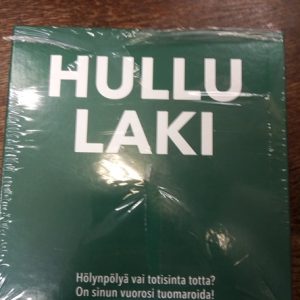 HULLU
LAKI
Hölynpölyä vai totisinta totta?
On sinun vuorosi tuomaroida!